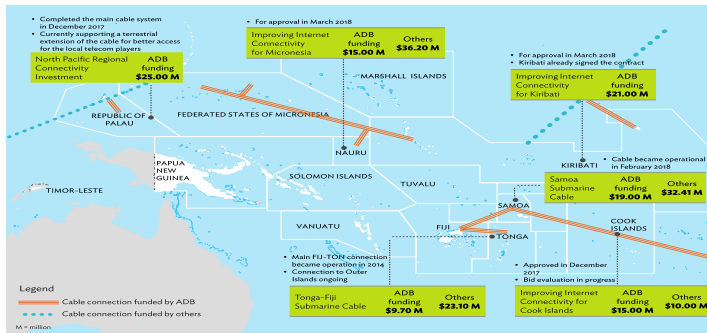 • Completed the main cable system
in December 2017
• Currently supporting a terrestrial
extension of the cable for better access
for the local telecom players
North Pacific Regional
Connectivity
Investment
ADB
funding
$25.00 M
• For approval in March 2018
Improving Internet
Connectivity
for Micronesia
ADB
funding
$15.00 M
Others
$36.20 M
• For approval in March 2018
• Kiribati already signed the contract
Improving Internet
Connectivity
for Kiribati
ADB
funding
$21.00 M
MARSHALL ISLANDS
REPUBLIC OF
PALAU
FEDERATED STATES OF MICRONESIA
NAURU
KIRIBATI
PAPUA
NEW
GUINEA
TIMOR-LESTE
SOLOMON ISLANDS
TUVALU
• Cable became operational
in February 2018
Samoa
Submarine
Cable
ADB
funding
$19.00 M
Others
$32.41 M
SAMOA
VANUATU
FIJI
TONGA
COOK
ISLANDS
• Main FIJ-TON connection
became operation in 2014
• Connection to Outer
Islands ongoing
Tonga-Fiji
Submarine Cable
ADB
funding
$9.70 M
Others
$23.10 M
• Approved in December
2017
• Bid evaluation in progress
Improving Internet
Connectivity for
Cook Islands
ADB
funding
$15.00 M
Others
$10.00 M
Legend
Cable connection funded by ADB
Cable connection funded by others
M = million